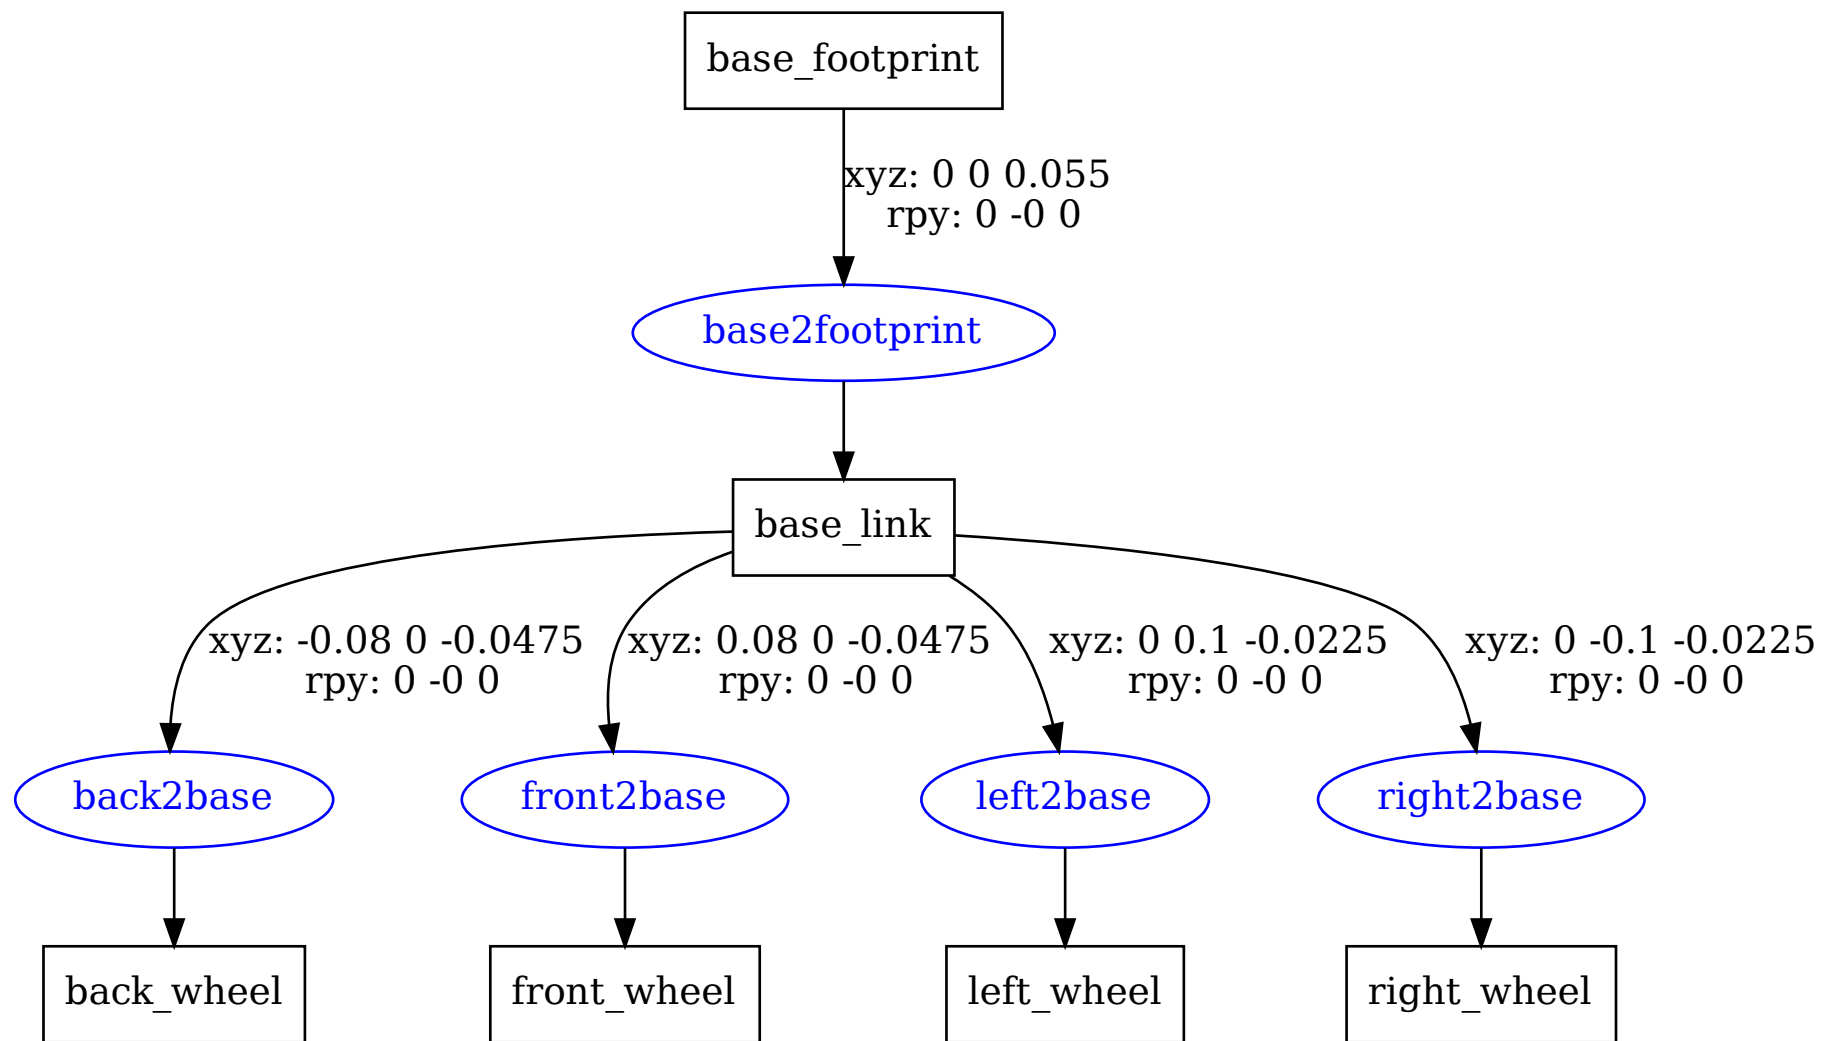 base_footprint
xyz: 0 0 0.055
rpy: 0 -0 0
base2footprint
base_link
xyz: -0.08 0 -0.0475
rpy: 0 -0 0
xyz: 0.08 0 -0.0475
rpy: 0 -0 0
xyz: 0 0.1 -0.0225
rpy: 0 -0 0
xyz: 0 -0.1 -0.0225
rpy: 0 -0 0
back2base
front2base
left2base
right2base
back_wheel
front_wheel
left_wheel
right_wheel